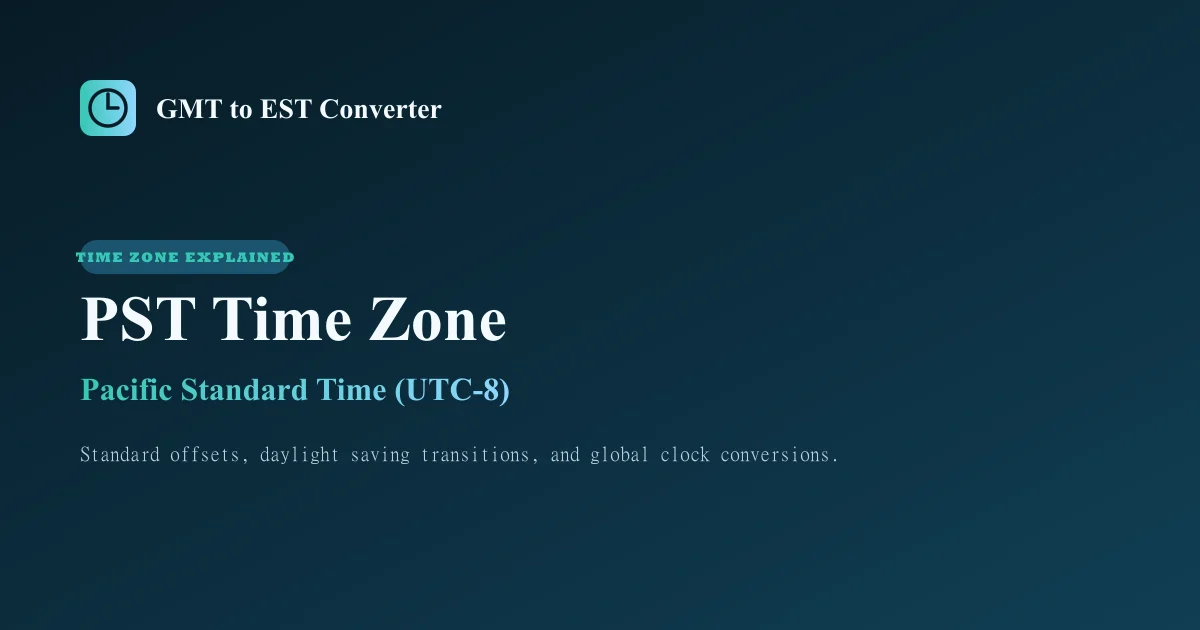 GMT to EST Converter
TIME ZONE EXPLAINED
PST Time Zone
Pacific Standard Time (UTC-8)
Standard offsets, daylight saving transitions, and global clock conversions.